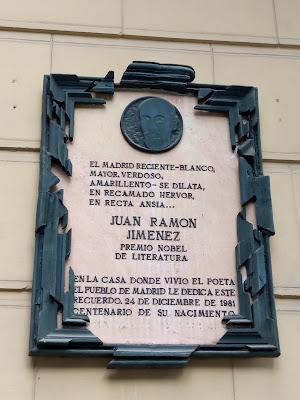 EL MADRID RECIENTE-BLANCO,
MAYOR, VERDOSO,
AMARILLENTO- SE DILATA,
EN RECAMADO HERVOR,
EN RECTA ANSIA...
JUAN RAMON
JIMENEZ
PREMIO NOBEL
DE LITERATURA
EN LA CASA DONDE VIVIO EL POETA
EL PUEBLO DE MADRID LE DEDICA ESTE
RECUERDO. 24 DE DICIEMBRE DE 1981
CENTENARIO DE SU NACIMIENTO